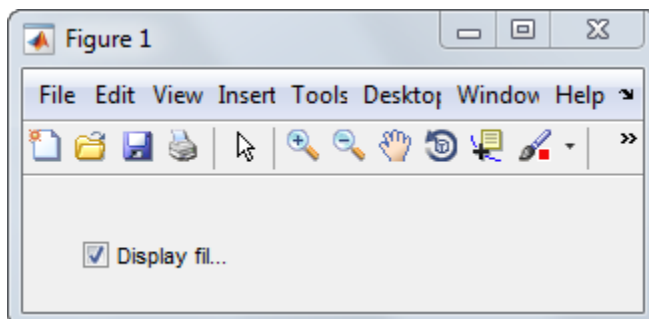 Figure 1
File Edit View Insert Tools Desktop Window Help
Display fil...